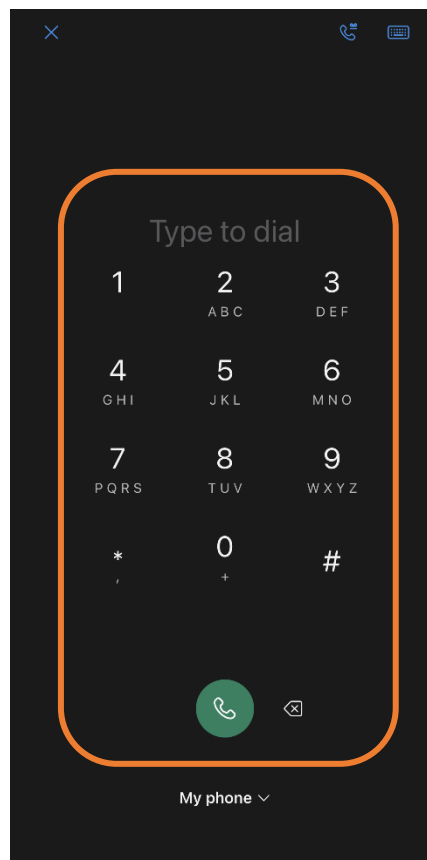 Type to dial
1 2 3
ABC DEF
4 5 6
GHI JKL MNO
7 8 9
PQRS TUV WXYZ
* 0 #
, +
My phone